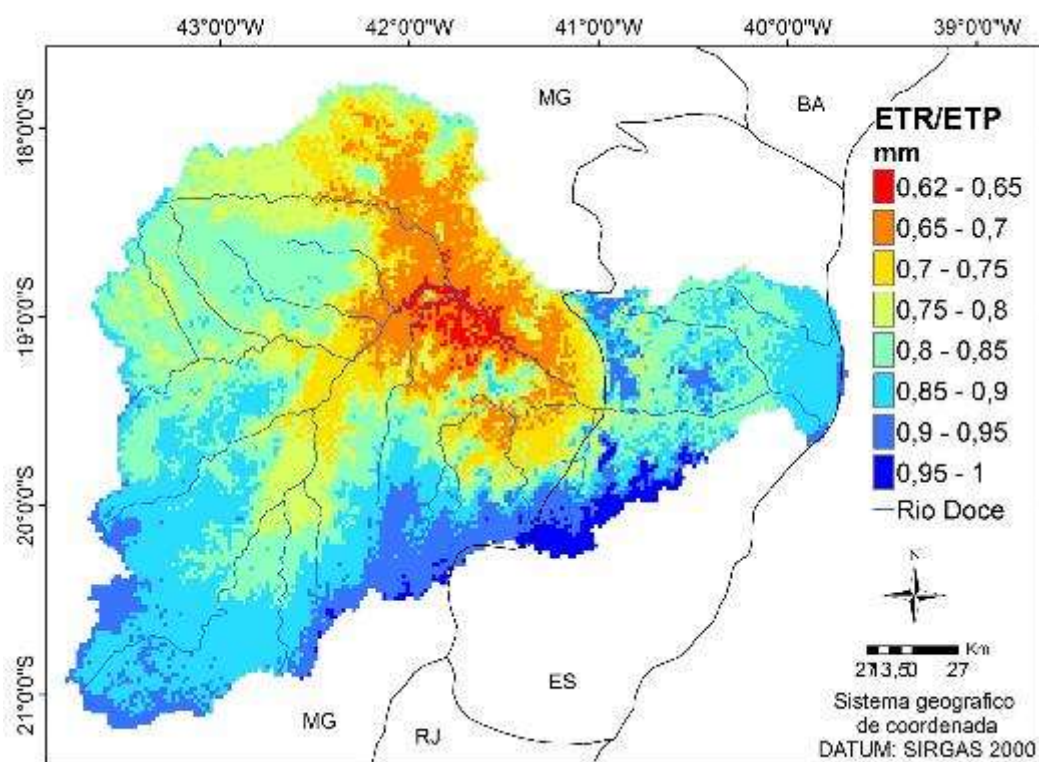 43°0'0"W 42°0'0"W 41°0'0"W 40°0'0"W 39°0'0"W
18°0'0"S
19°0'0"S
20°0'0"S
21°0'0"S
MG
BA
ES
MG
RJ
ETR/ETP
mm
0,62 - 0,65
0,65 - 0,7
0,7 - 0,75
0,75 - 0,8
0,8 - 0,85
0,85 - 0,9
0,9 - 0,95
0,95 - 1
Rio Doce
N
Km
27 13,5 0 27
Sistema geografico
de coordenada
DATUM: SIRGAS 2000